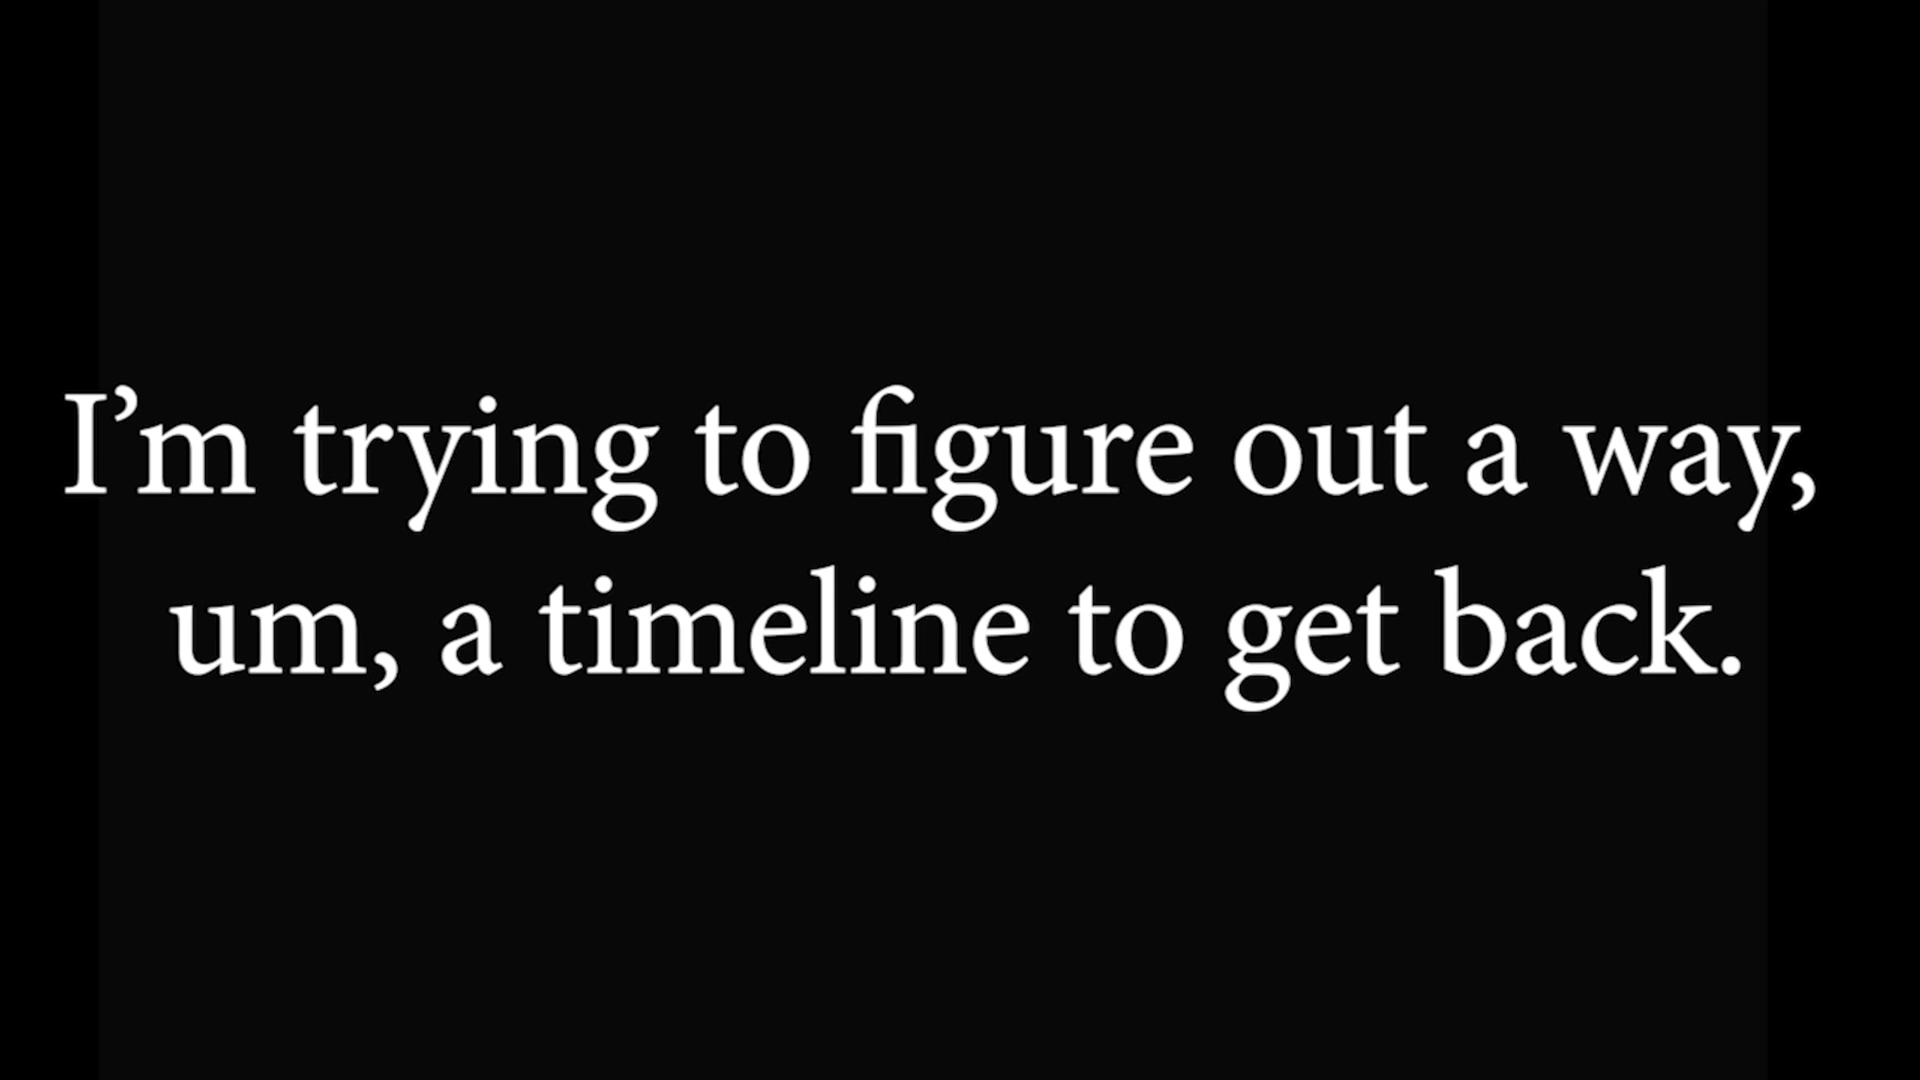 I’m trying to figure out a way,
um, a timeline to get back.